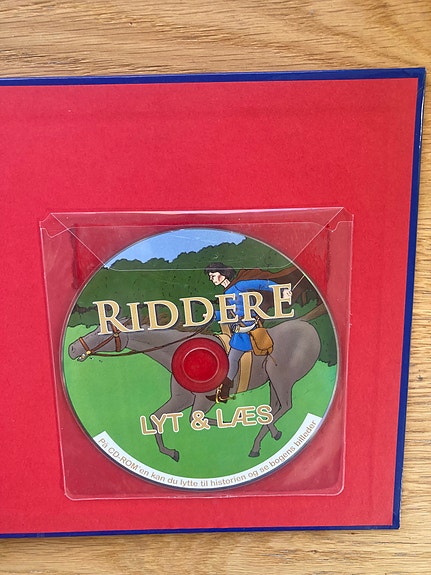 RIDDERE
LYT & LÆS
På CD-ROM'en kan du lytte til historien og se bogens billeder